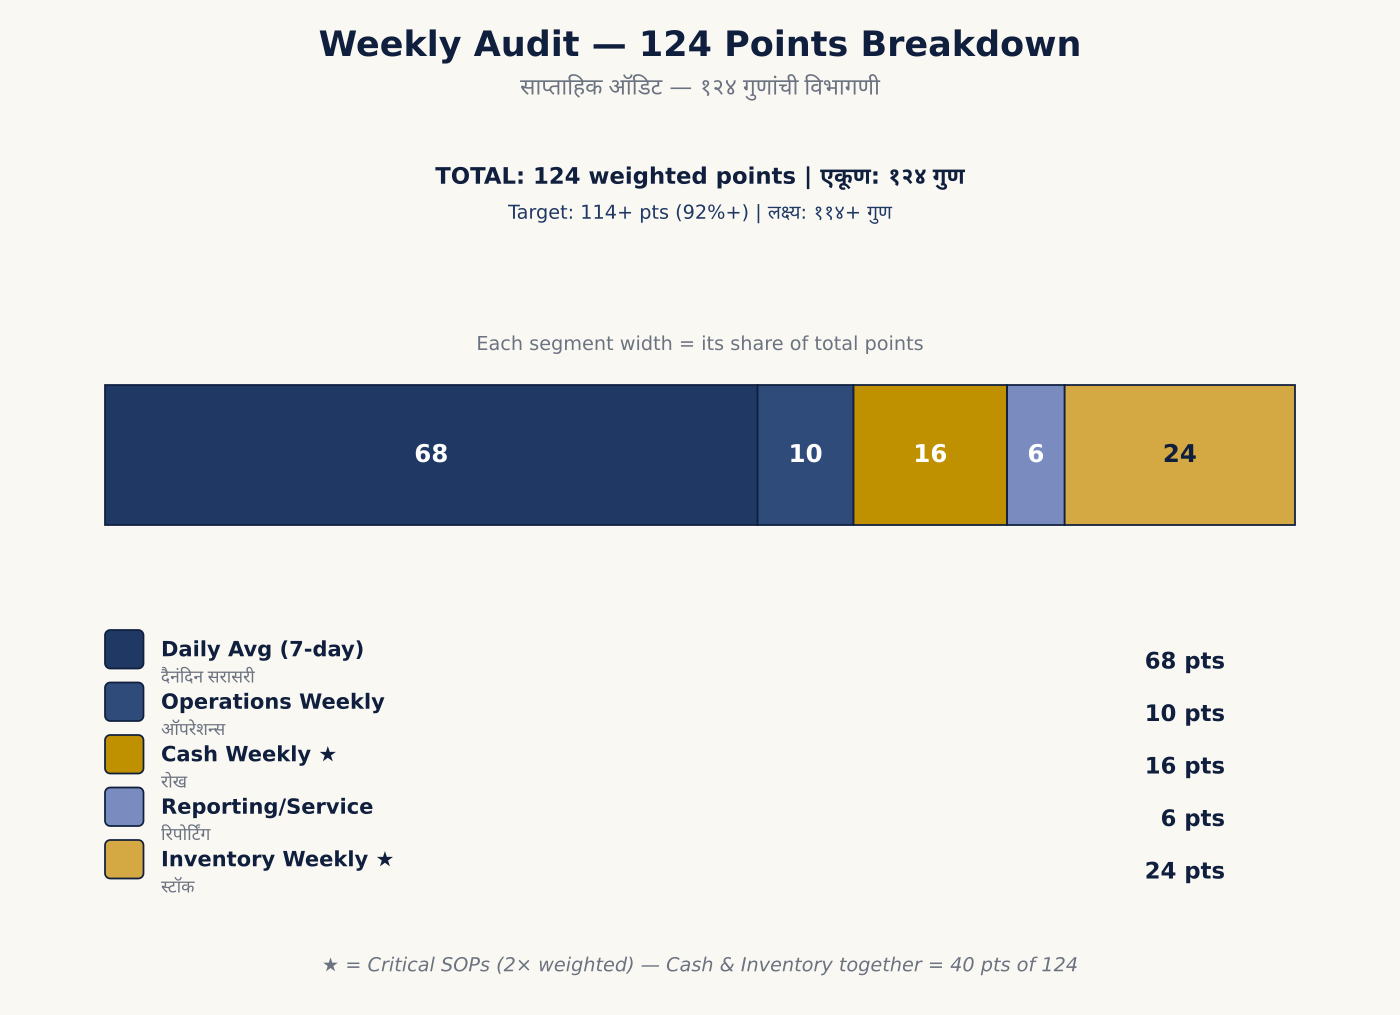 Weekly Audit — 124 Points Breakdown
साप्ताहिक ऑडिट — १२४ गुणांची विभागणी
TOTAL: 124 weighted points | एकूण: १२४ गुण
Target: 114+ pts (92%+) | लक्ष्य: ११४+ गुण
Each segment width = its share of total points
68 10 16 6 24
Daily Avg (7-day) 68 pts
दैनंदिन सरासरी
Operations Weekly 10 pts
ऑपरेशन्स
Cash Weekly ★ 16 pts
रोख
Reporting/Service 6 pts
रिपोर्टिंग
Inventory Weekly ★ 24 pts
स्टॉक
★ = Critical SOPs (2× weighted) — Cash & Inventory together = 40 pts of 124